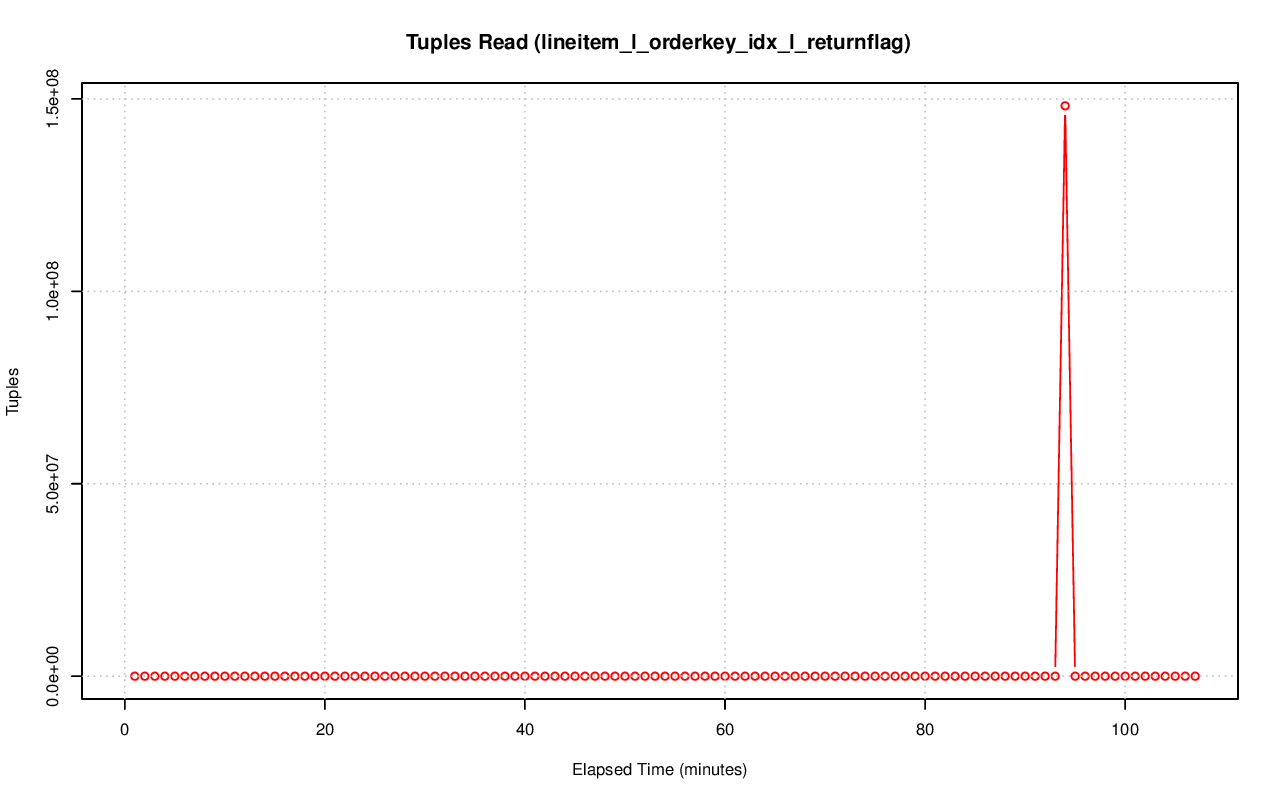 Tuples Read (lineitem_l_orderkey_idx_l_returnflag)
1.5e+08
1.0e+08
5.0e+07
0.0e+00
Tuples
0 20 40 60 80 100
Elapsed Time (minutes)